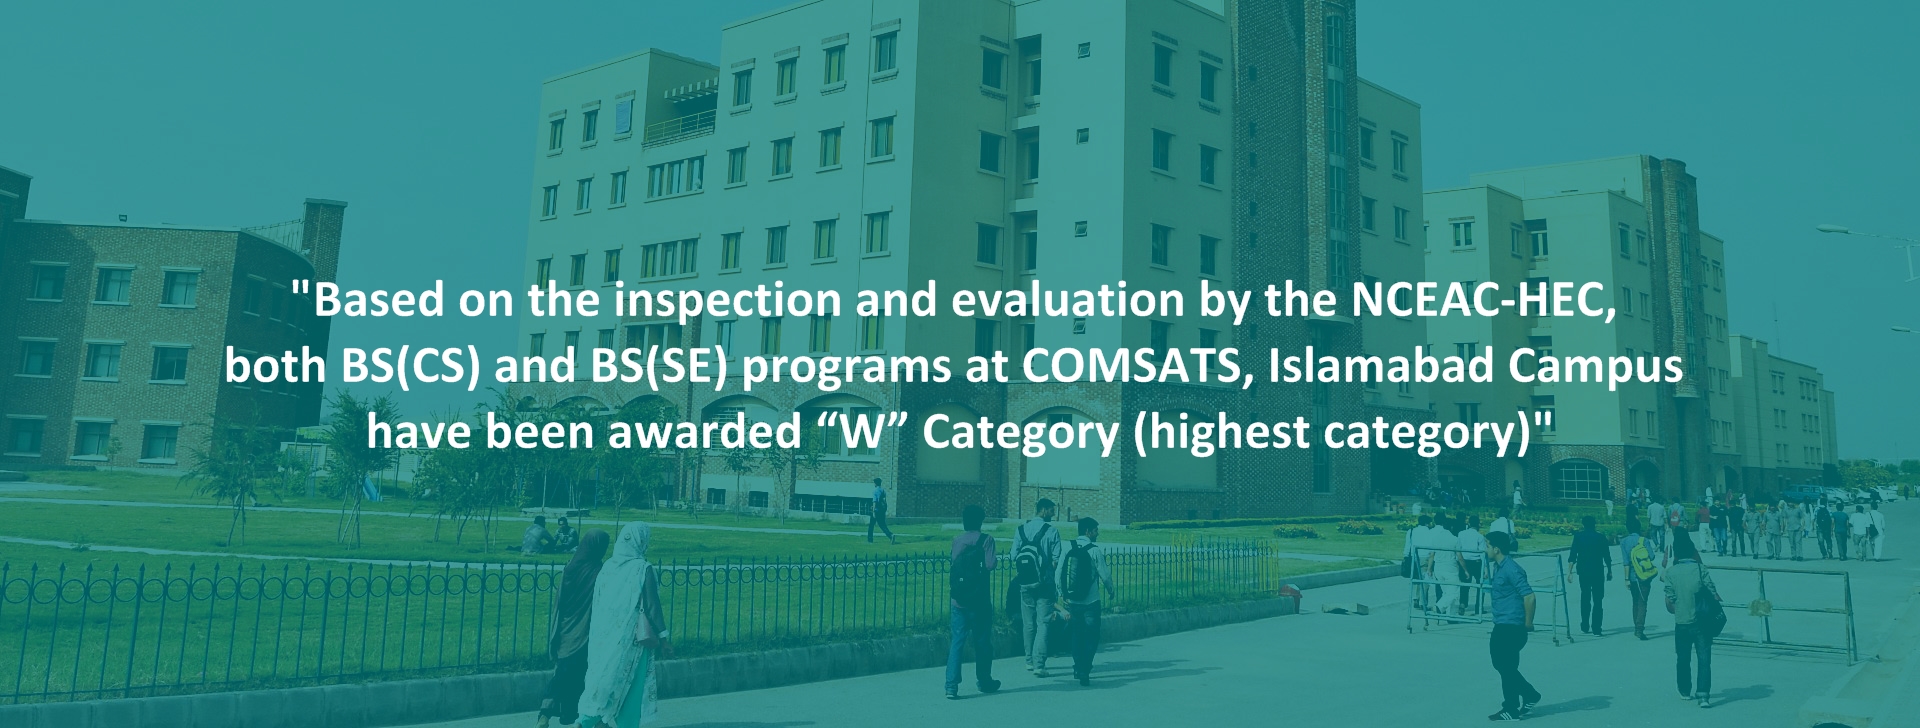 "Based on the inspection and evaluation by the NCEAC-HEC,
both BS(CS) and BS(SE) programs at COMSATS, Islamabad Campus
have been awarded “W” Category (highest category)"